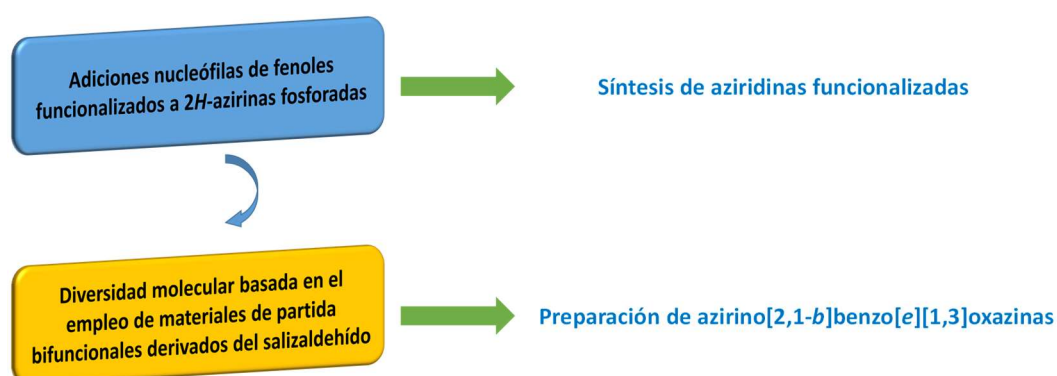 Adiciones nucleófilas de fenoles
funcionalizados a 2H-azirinas fosforadas
Síntesis de aziridinas funcionalizadas
Diversidad molecular basada en el
empleo de materiales de partida
bifuncionales derivados del salizaldehído
Preparación de azirino[2,1-b]benzo[e][1,3]oxazinas